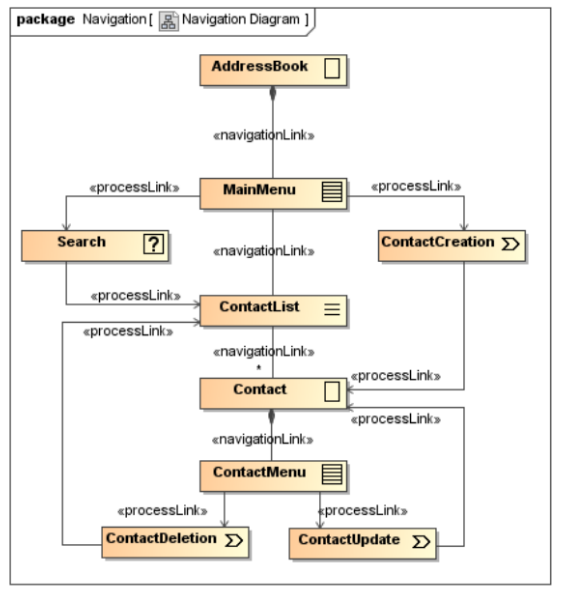 package Navigation [ Navigation Diagram ]
AddressBook
«navigationLink»
«processLink»
MainMenu
«processLink»
Search ?
«navigationLink»
ContactCreation
«processLink»
ContactList
«processLink»
«navigationLink»
*
«processLink»
Contact
«processLink»
«navigationLink»
ContactMenu
«processLink»
«processLink»
ContactDeletion
ContactUpdate